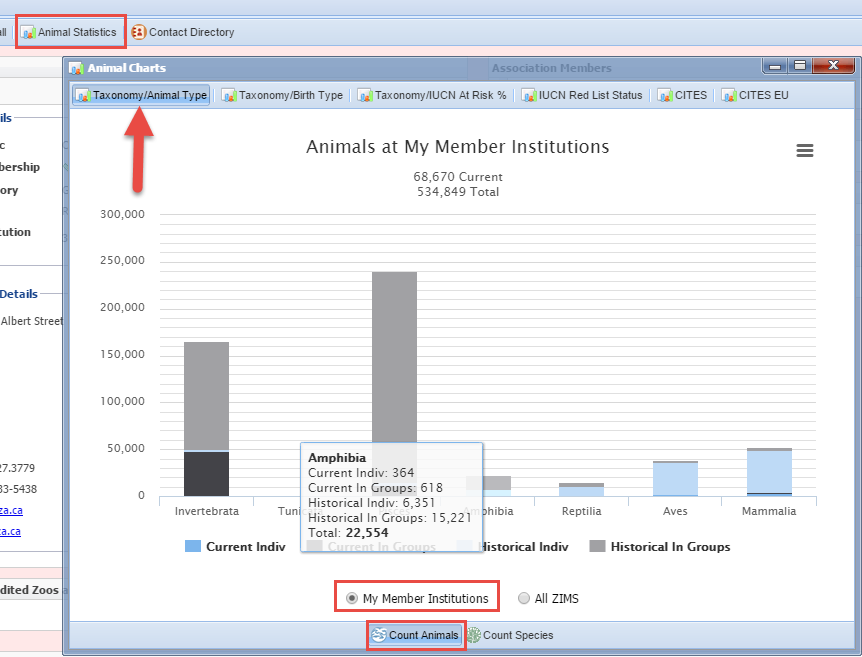 Animal Statistics Contact Directory
Animal Charts Association Members
Taxonomy/Animal Type Taxonomy/Birth Type Taxonomy/IUCN At Risk % IUCN Red List Status CITES CITES EU
Animals at My Member Institutions
68,670 Current
534,849 Total
300,000
250,000
200,000
150,000
100,000
50,000
0
Amphibia
Current Indiv: 364
Current In Groups: 618
Historical Indiv: 6,351
Historical In Groups: 15,221
Total: 22,554
Invertebrata Tunic phibia Reptilia Aves Mammalia
Current Indiv Current In Groups Historical Indiv Historical In Groups
My Member Institutions All ZIMS
Count Animals Count Species
ils
c
bership
ory
tution
Details
Albert Street
27.3779
33-5438
za.ca
za.ca
dited Zoos a